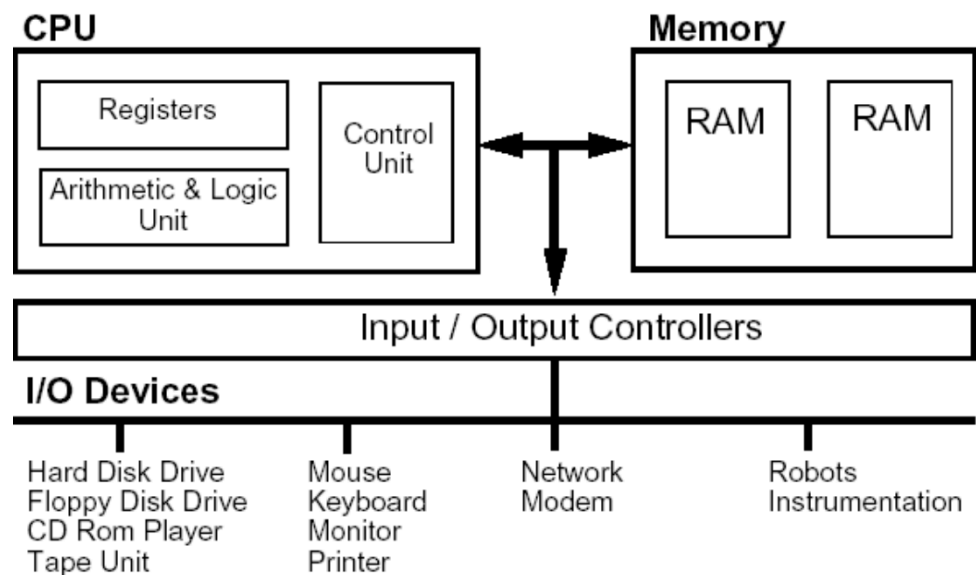 CPU
Memory
Registers
Control
Unit
Arithmetic & Logic
Unit
RAM
RAM
Input / Output Controllers
I/O Devices
Hard Disk Drive
Floppy Disk Drive
CD Rom Player
Tape Unit
Mouse
Keyboard
Monitor
Printer
Network
Modem
Robots
Instrumentation